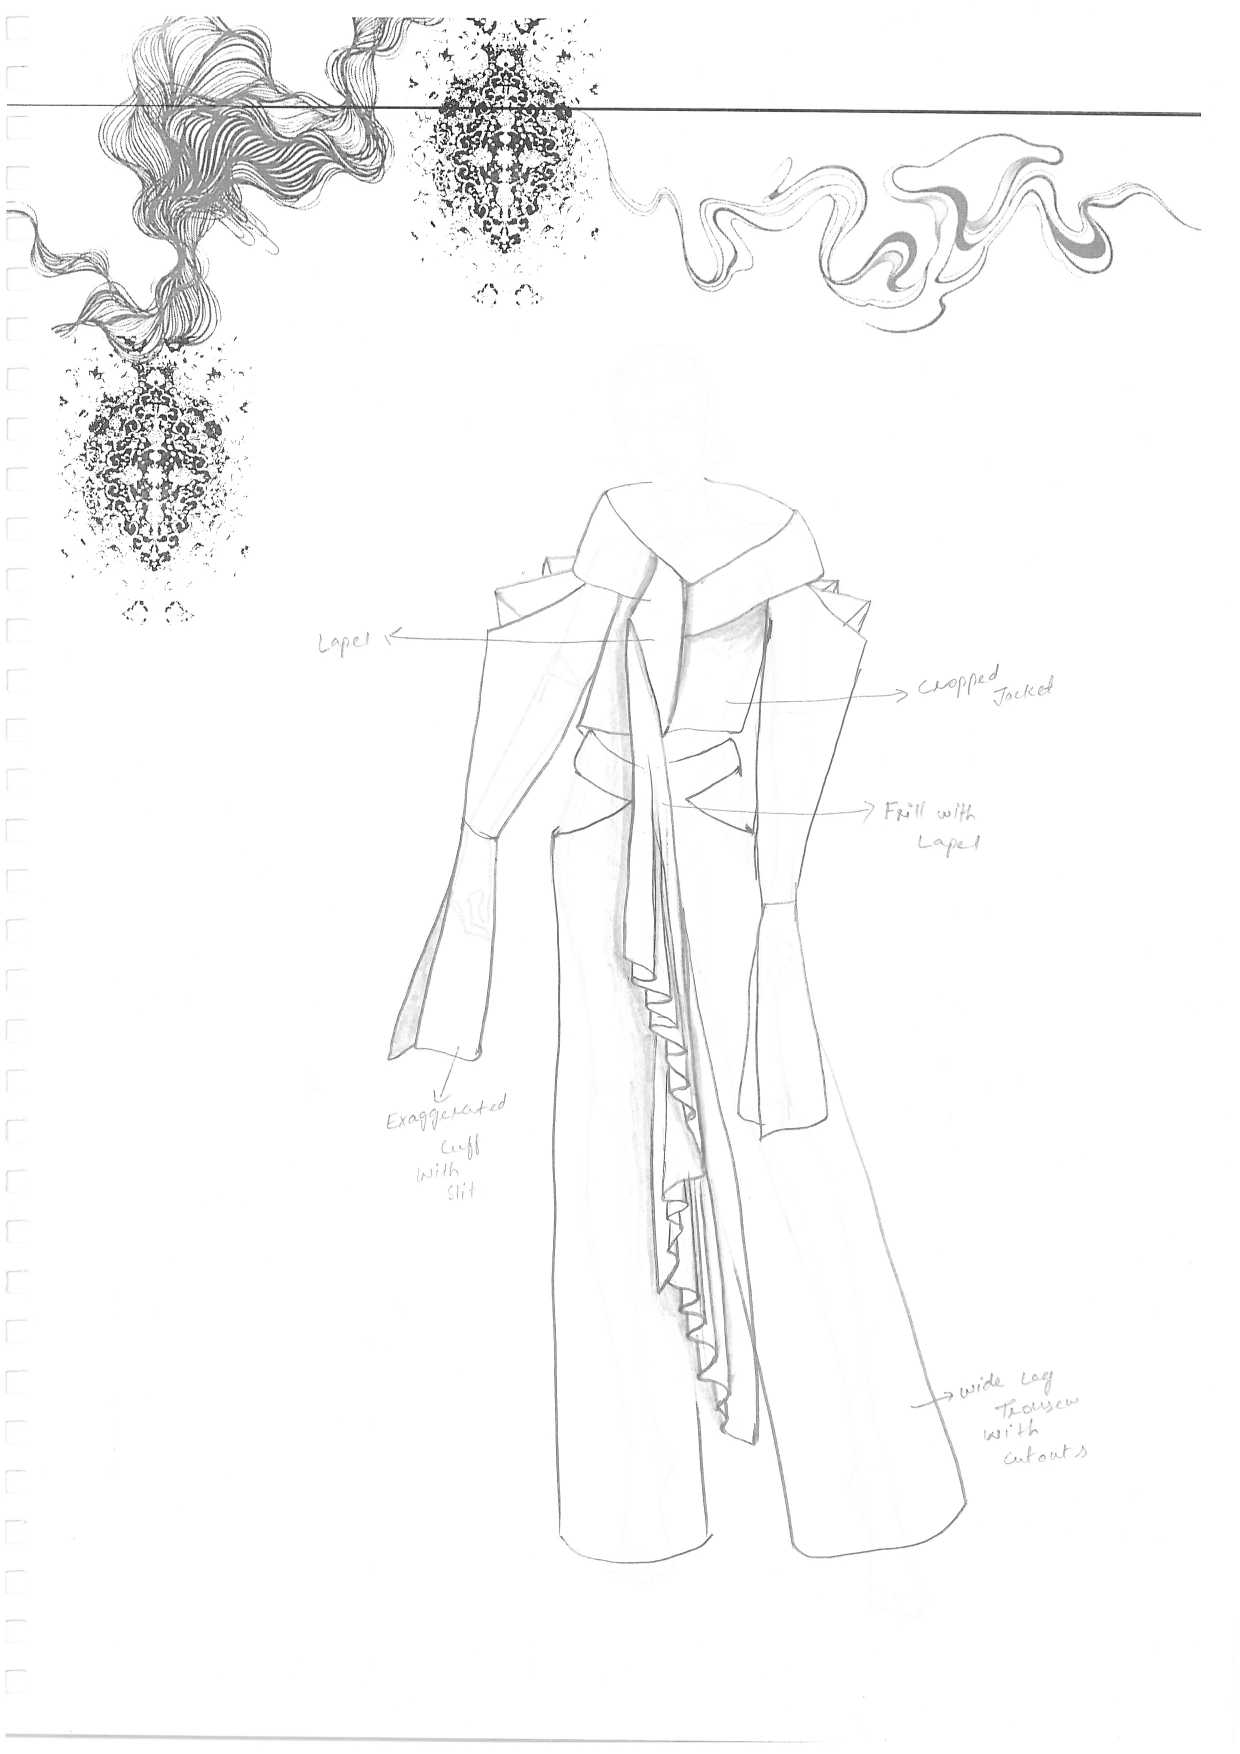 Lapel
Cropped
Jacket
Frill with
Lapel
Exaggerated
Cuff
with
Slit
wide Leg
Trouser
with
Cutouts